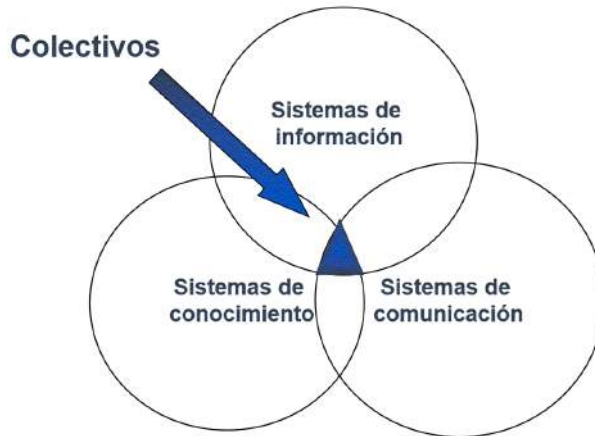 Colectivos
Sistemas de
información
Sistemas de
conocimiento
Sistemas de
comunicación